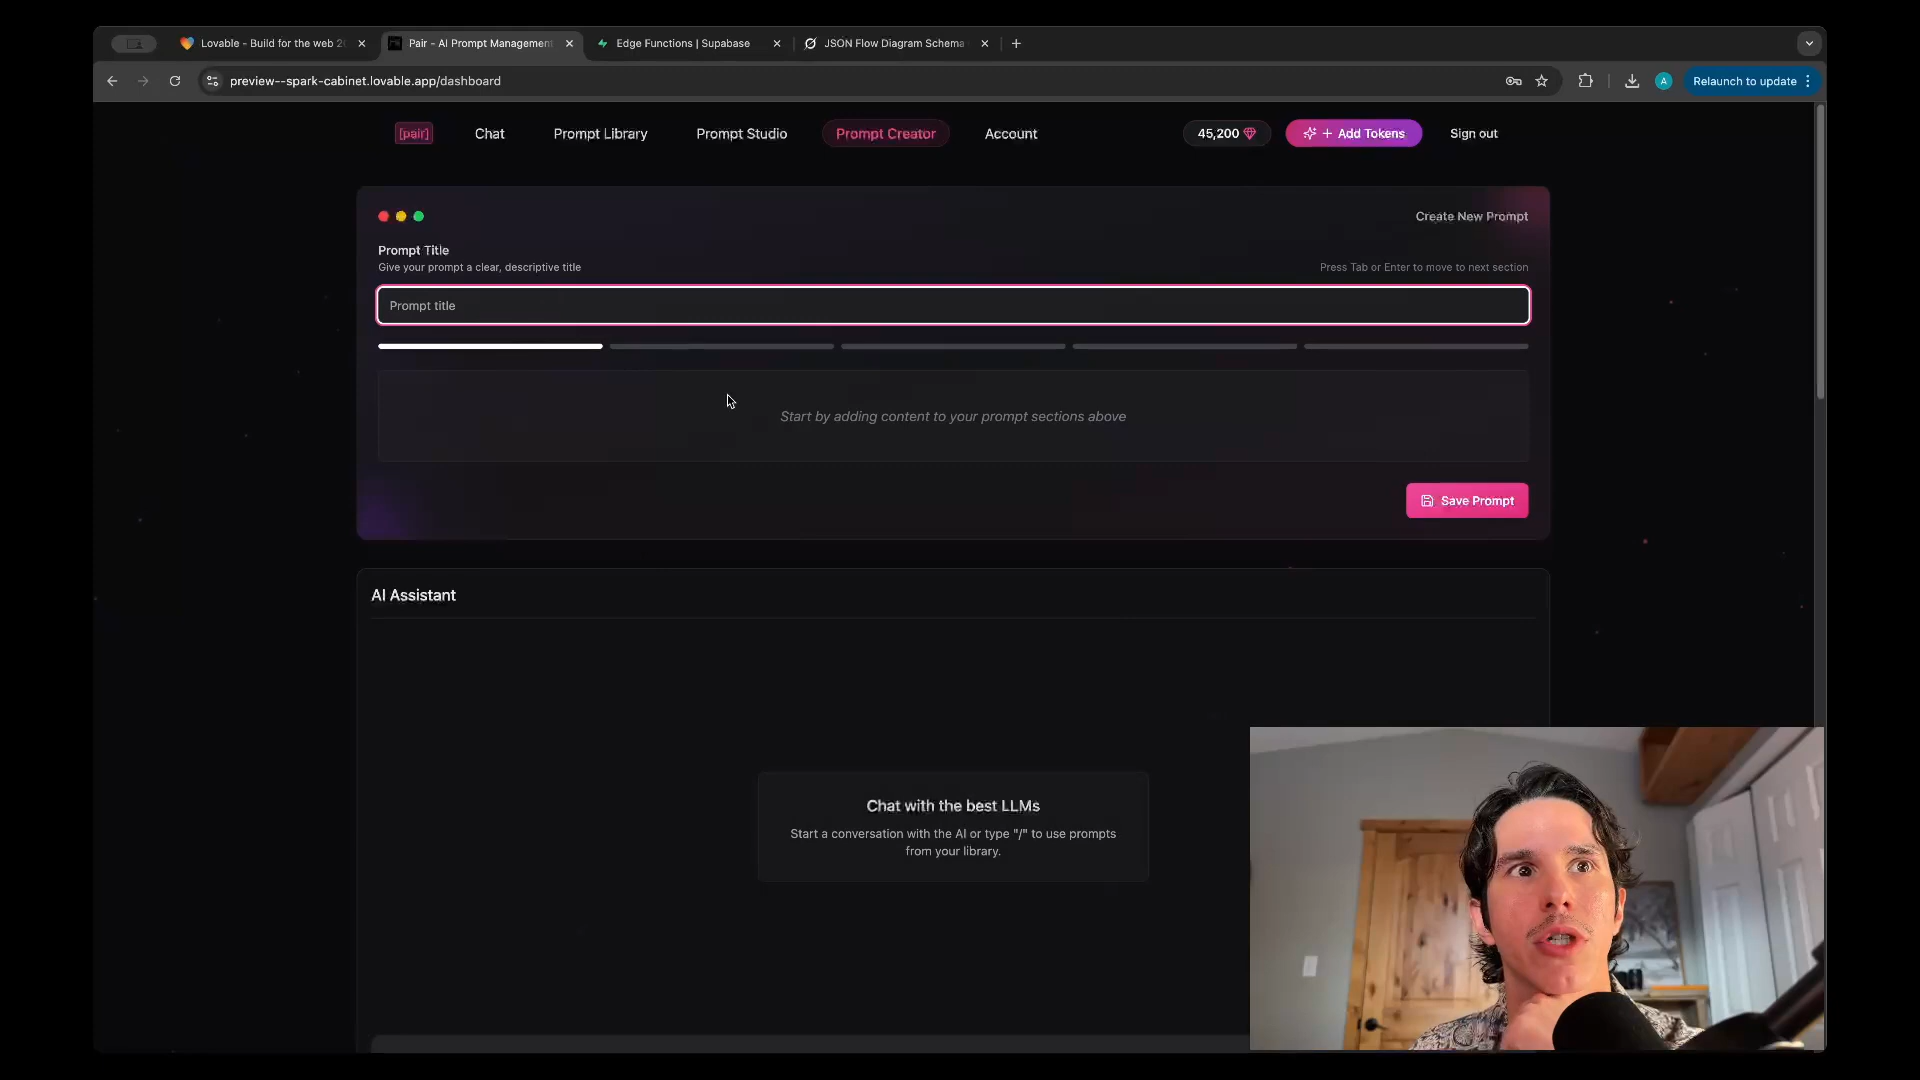 Lovable - Build for the web 2
Pair - AI Prompt Management
Edge Functions | Supabase
JSON Flow Diagram Schema
preview--spark-cabinet.lovable.app/dashboard
A
Relaunch to update
[pair]
Chat
Prompt Library
Prompt Studio
Prompt Creator
Account
45,200
+ Add Tokens
Sign out
Create New Prompt
Prompt Title
Give your prompt a clear, descriptive title
Press Tab or Enter to move to next section
Prompt title
Start by adding content to your prompt sections above
Save Prompt
AI Assistant
Chat with the best LLMs
Start a conversation with the AI or type "/" to use prompts
from your library.